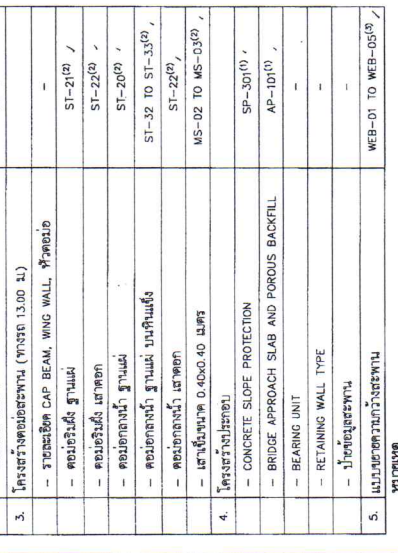 3. โครงสร้างตอม่อสะพาน (ทางรถ 13.00 ม.)
- รายละเอียด CAP BEAM, WING WALL, หัวตอม่อ -
- ตอม่อริมฝั่ง ฐานแผ่ ST-21(2)
- ตอม่อริมฝั่ง เสาตอก ST-22(2)
- ตอม่อกลางน้ำ ฐานแผ่ ST-20(2)
- ตอม่อกลางน้ำ ฐานแผ่ บนหินแข็ง ST-32 TO ST-33(2)
- ตอม่อกลางน้ำ เสาตอก ST-22(2)
- เสาเข็มขนาด 0.40x0.40 เมตร MS-02 TO MS-03(2)
4. โครงสร้างประกอบ
- CONCRETE SLOPE PROTECTION SP-301(1)
- BRIDGE APPROACH SLAB AND POROUS BACKFILL AP-101(1)
- BEARING UNIT -
- RETAINING WALL TYPE -
- ป้ายข้อมูลสะพาน -
5. แบบขยายความกว้างสะพาน WEB-01 TO WEB-05(3)
หมายเหตุ